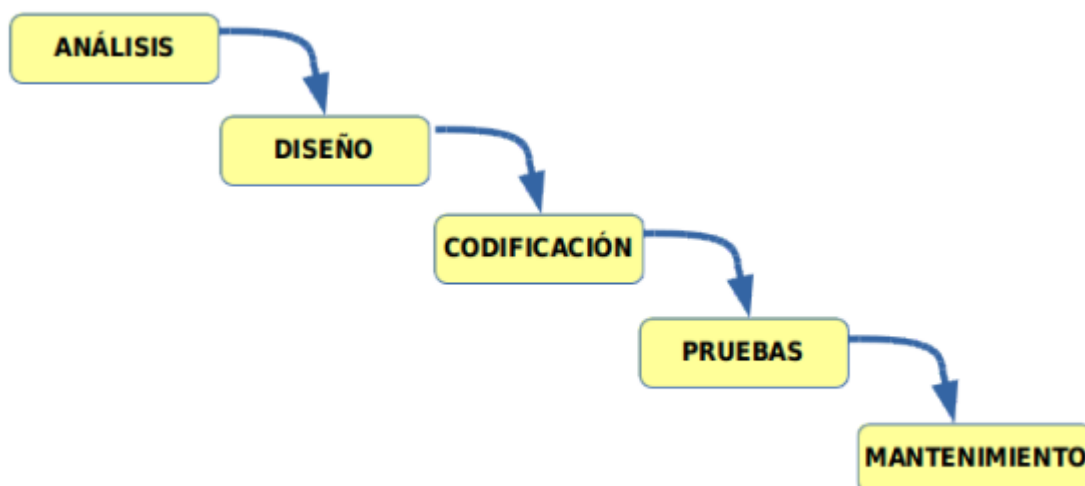 ANÁLISIS
DISEÑO
CODIFICACIÓN
PRUEBAS
MANTENIMIENTO